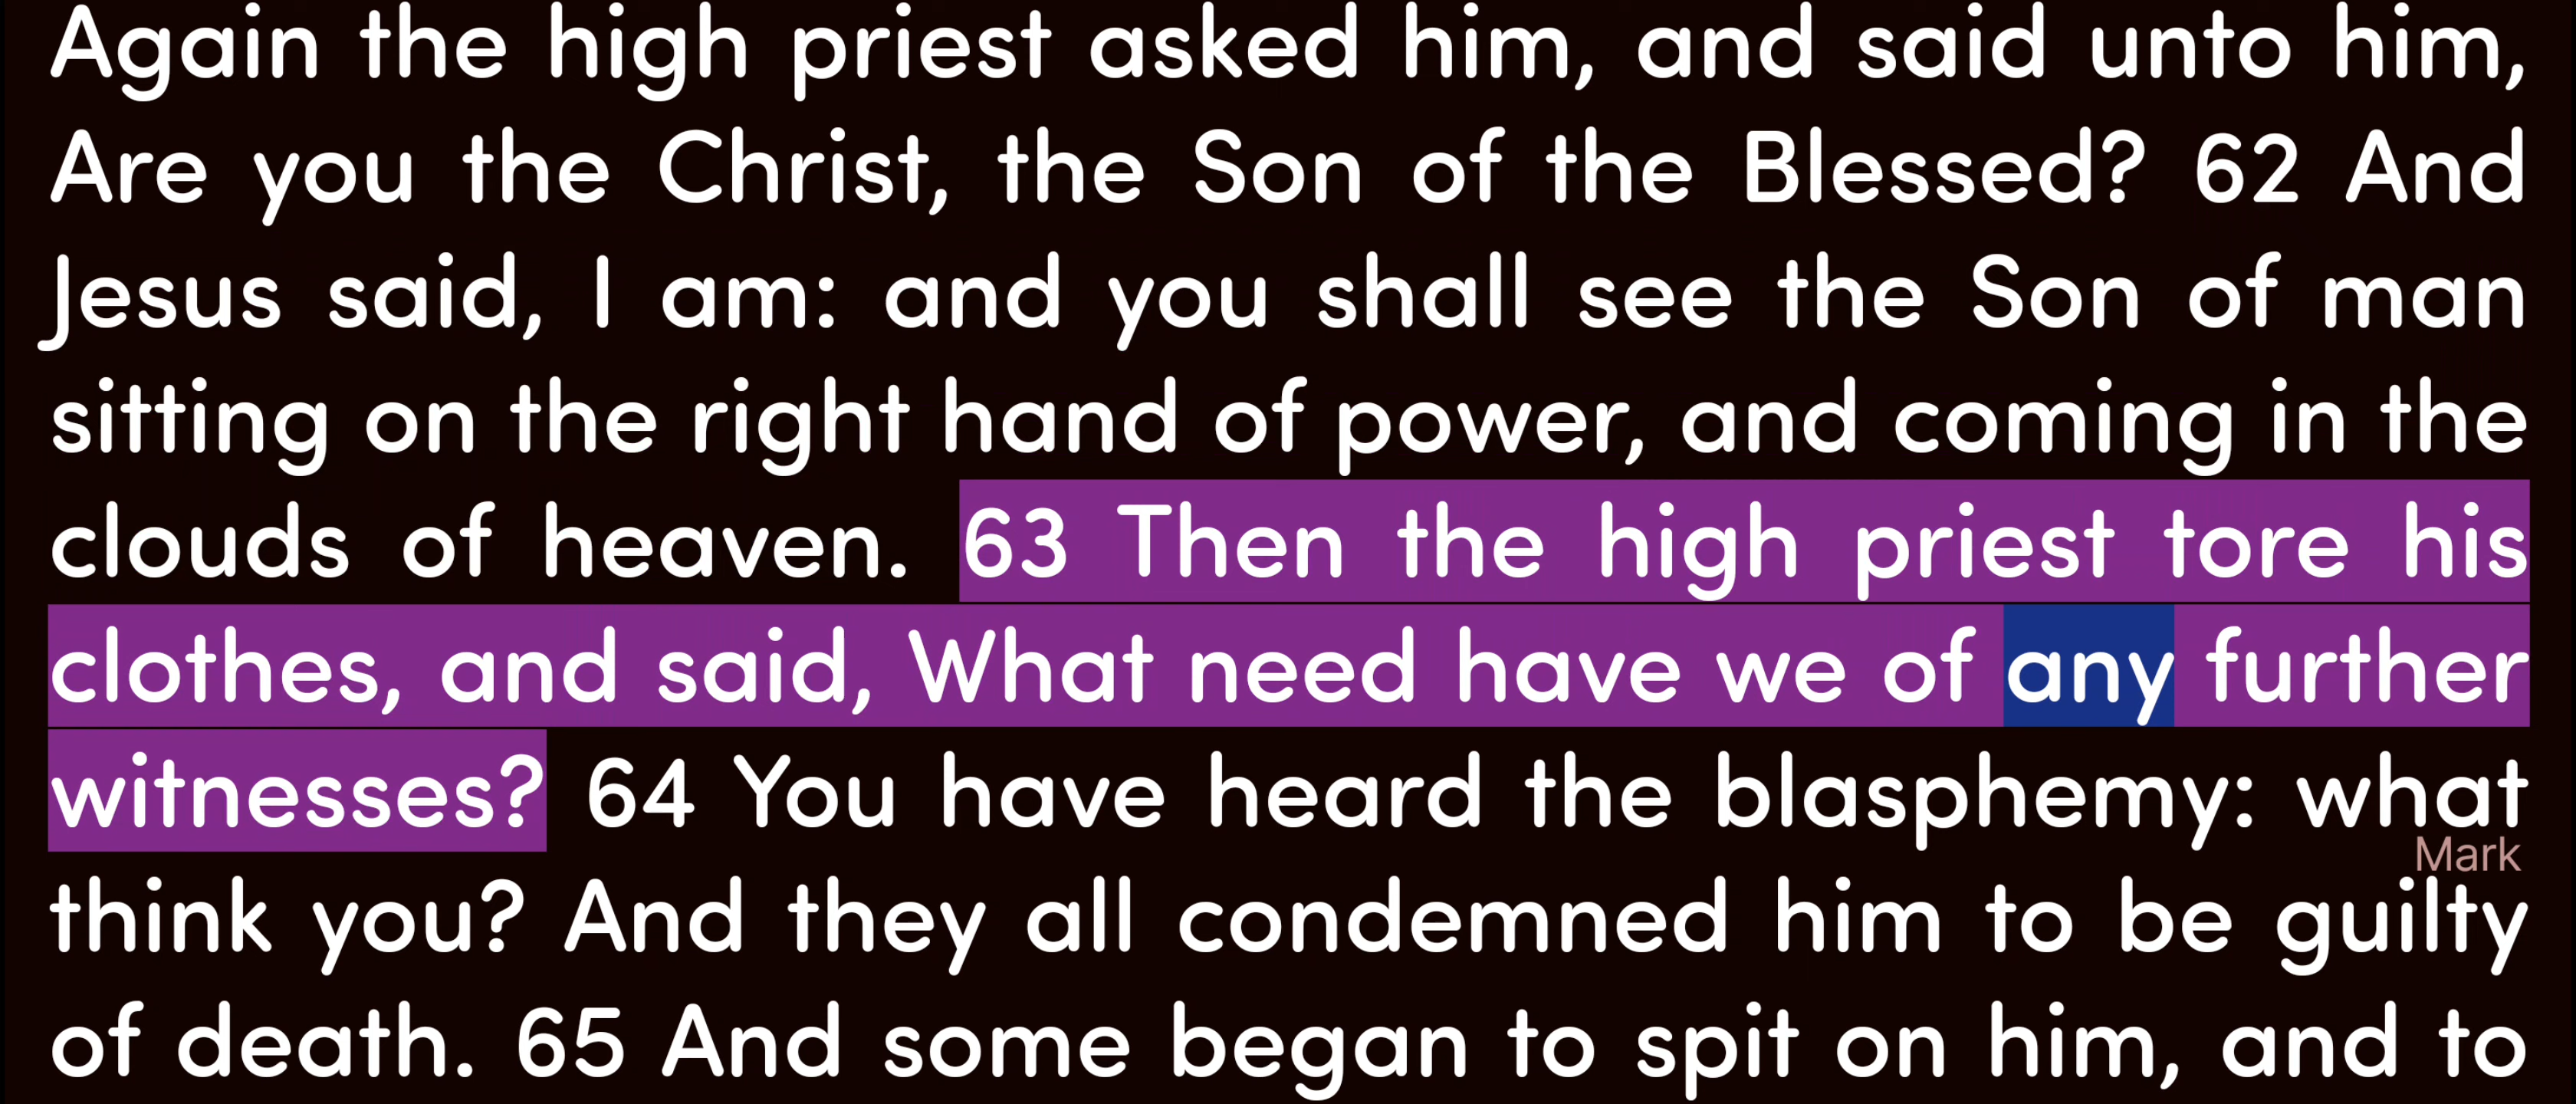 Again the high priest asked him, and said unto him,
Are you the Christ, the Son of the Blessed? 62 And
Jesus said, I am: and you shall see the Son of man
sitting on the right hand of power, and coming in the
clouds of heaven. 63 Then the high priest tore his
clothes, and said, What need have we of any further
witnesses? 64 You have heard the blasphemy: what
Mark
think you? And they all condemned him to be guilty
of death. 65 And some began to spit on him, and to